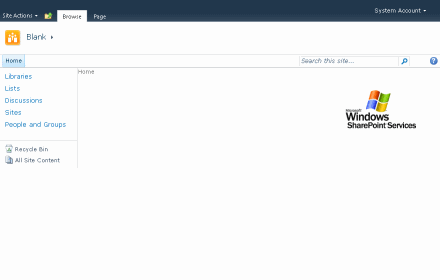 Site Actions Browse Page System Account
Blank
Home Search this site...
Libraries
Home
Lists
Discussions
Sites
People and Groups
Microsoft
Windows
SharePoint Services
Recycle Bin
All Site Content